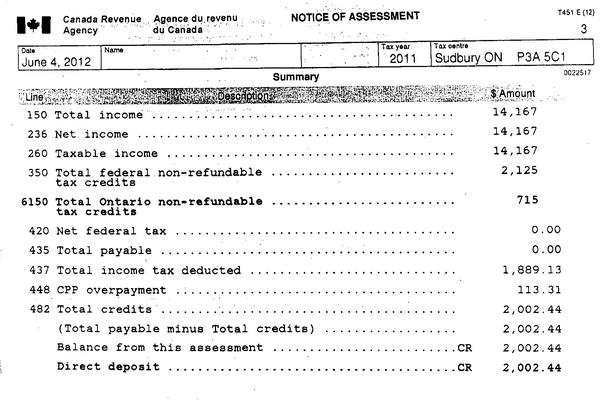 Canada Revenue Agence du revenu NOTICE OF ASSESSMENT T451 E (12)
Agency du Canada 3
Date Name Tax year Tax centre
June 4, 2012 2011 Sudbury ON P3A 5C1
Summary 0022517
Line Description $ Amount
150 Total income .................................... 14,167
236 Net income ...................................... 14,167
260 Taxable income .................................. 14,167
350 Total federal non-refundable ...................... 2,125
tax credits
6150 Total Ontario non-refundable ...................... 715
tax credits
420 Net federal tax .................................. 0.00
435 Total payable ................................... 0.00
437 Total income tax deducted ......................... 1,889.13
448 CPP overpayment ................................. 113.31
482 Total credits ................................... 2,002.44
(Total payable minus Total credits) ................ 2,002.44
Balance from this assessment .......................CR 2,002.44
Direct deposit ....................................CR 2,002.44